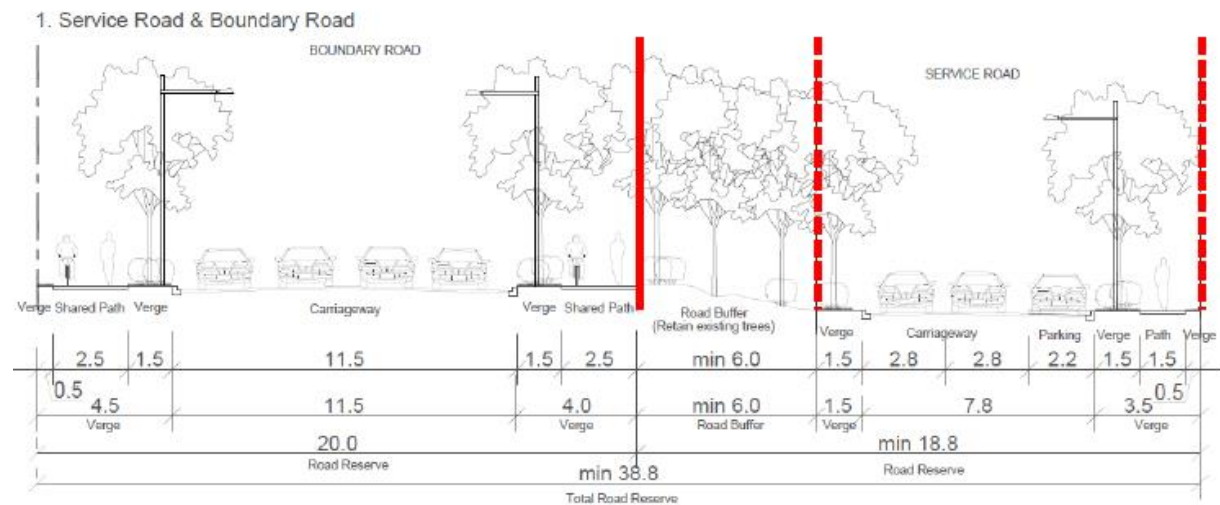 1. Service Road & Boundary Road
BOUNDARY ROAD
SERVICE ROAD
Verge Shared Path Verge Carriageway Verge Shared Path Road Buffer
(Retain existing trees)
Verge Carriageway Parking Verge Path Verge
2.5 1.5 11.5 1.5 2.5 min 6.0 1.5 2.8 2.8 2.2 1.5 1.5
0.5 0.5
4.5 11.5 4.0 min 6.0 1.5 7.8 3.5
Verge Verge Road Buffer Verge Verge
20.0 min 18.8
Road Reserve Road Reserve
min 38.8
Total Road Reserve